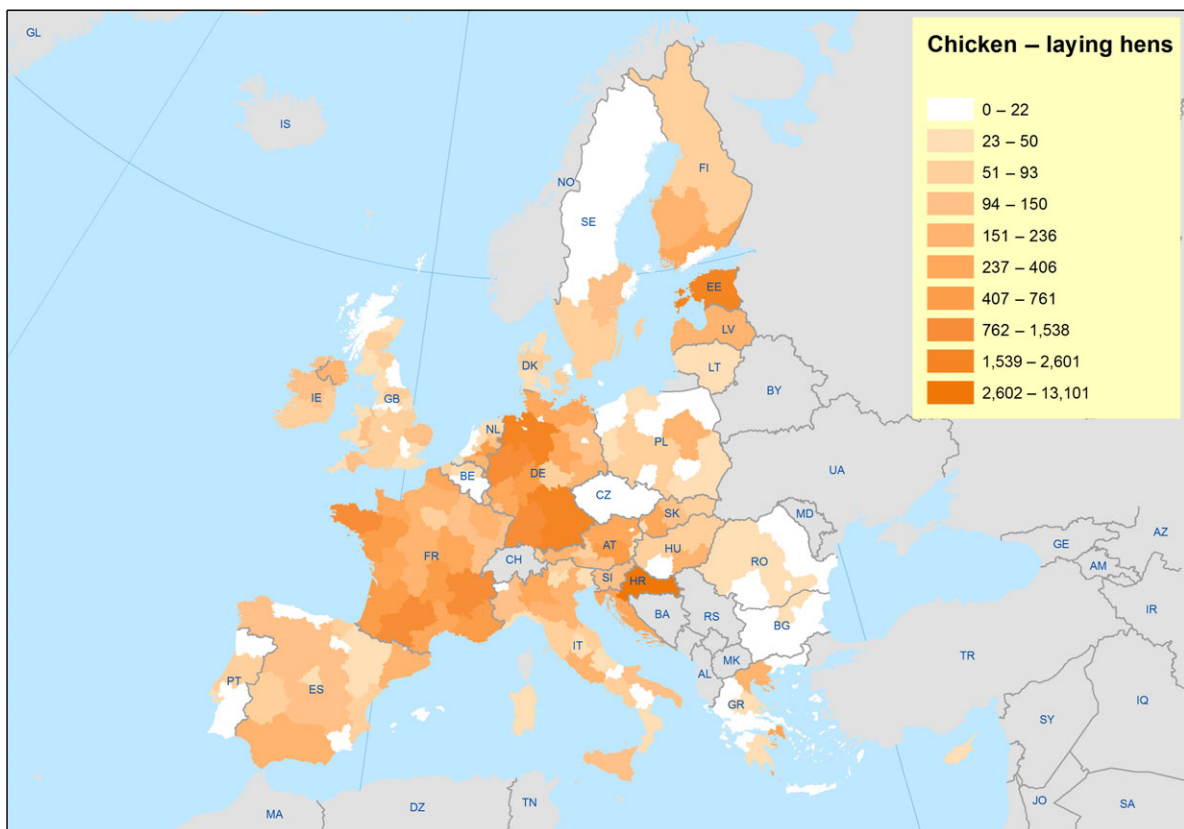 Chicken – laying hens
0 – 22
23 – 50
51 – 93
94 – 150
151 – 236
237 – 406
407 – 761
762 – 1,538
1,539 – 2,601
2,602 – 13,101
GL
IS
NO
FI
SE
EE
LV
DK
LT
IE
GB
BY
NL
PL
DE
BE
UA
CZ
SK
MD
FR
AT
HU
CH
RO
SI
HR
GE
AZ
BA
RS
AM
BG
IT
IR
MK
AL
TR
PT
ES
GR
IQ
SY
MA
DZ
TN
JO
SA